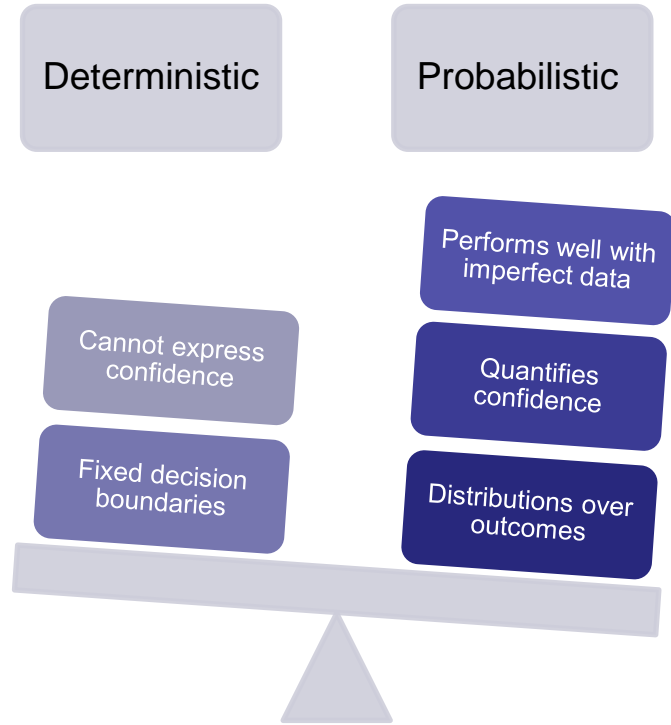 Deterministic
Probabilistic
Cannot express
confidence
Fixed decision
boundaries
Performs well with
imperfect data
Quantifies
confidence
Distributions over
outcomes